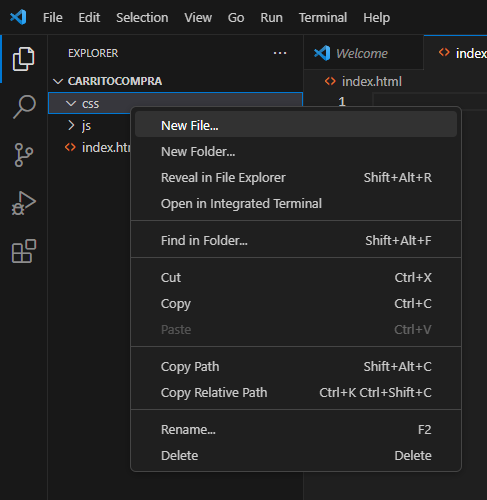 File Edit Selection View Go Run Terminal Help
EXPLORER ...
Welcome
index
CARRITOCOMPRA
index.html
css
1
js
index.ht
New File...
New Folder...
Reveal in File Explorer Shift+Alt+R
Open in Integrated Terminal
Find in Folder... Shift+Alt+F
Cut Ctrl+X
Copy Ctrl+C
Paste Ctrl+V
Copy Path Shift+Alt+C
Copy Relative Path Ctrl+K Ctrl+Shift+C
Rename... F2
Delete Delete